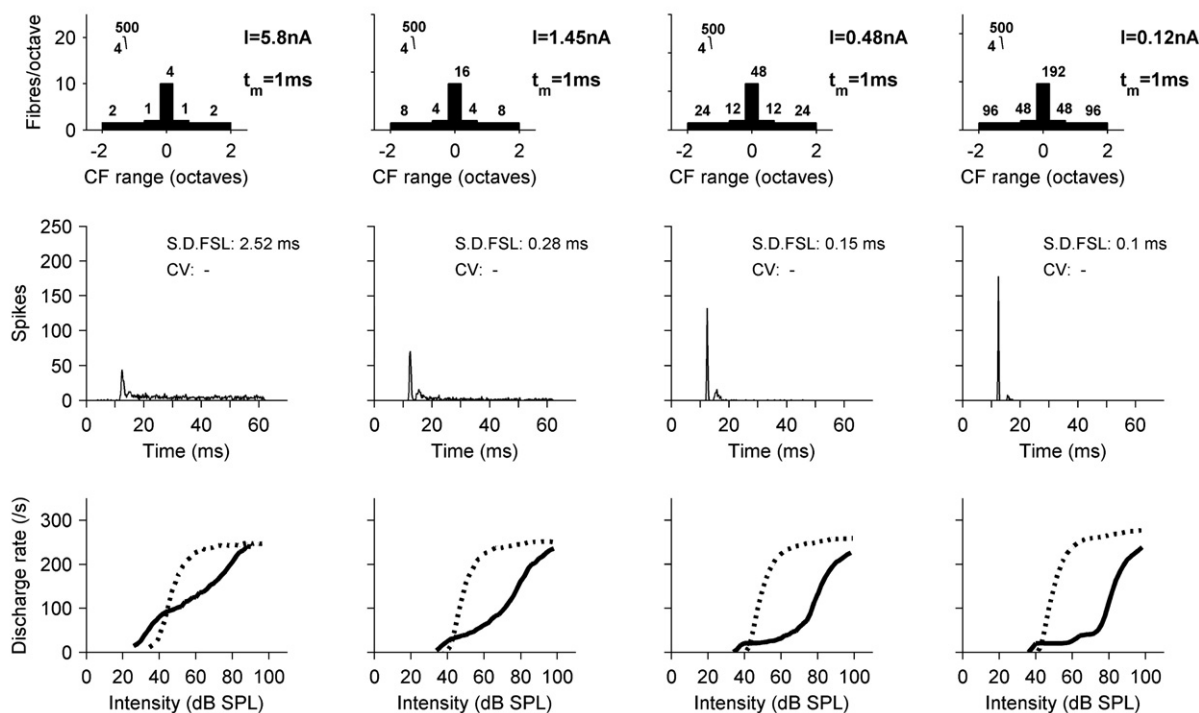 Fibres/octave
20
10
0
500
4
4
2 1 1 2
I=5.8nA
t_m=1ms
-2 0 2
CF range (octaves)
500
4
16
8 4 4 8
I=1.45nA
t_m=1ms
-2 0 2
CF range (octaves)
500
4
48
24 12 12 24
I=0.48nA
t_m=1ms
-2 0 2
CF range (octaves)
500
4
192
96 48 48 96
I=0.12nA
t_m=1ms
-2 0 2
CF range (octaves)
Spikes
250
200
150
100
50
0
S.D.FSL: 2.52 ms
CV: -
0 20 40 60
Time (ms)
S.D.FSL: 0.28 ms
CV: -
0 20 40 60
Time (ms)
S.D.FSL: 0.15 ms
CV: -
0 20 40 60
Time (ms)
S.D.FSL: 0.1 ms
CV: -
0 20 40 60
Time (ms)
Discharge rate (/s)
300
200
100
0
0 20 40 60 80 100
Intensity (dB SPL)
0 20 40 60 80 100
Intensity (dB SPL)
0 20 40 60 80 100
Intensity (dB SPL)
0 20 40 60 80 100
Intensity (dB SPL)